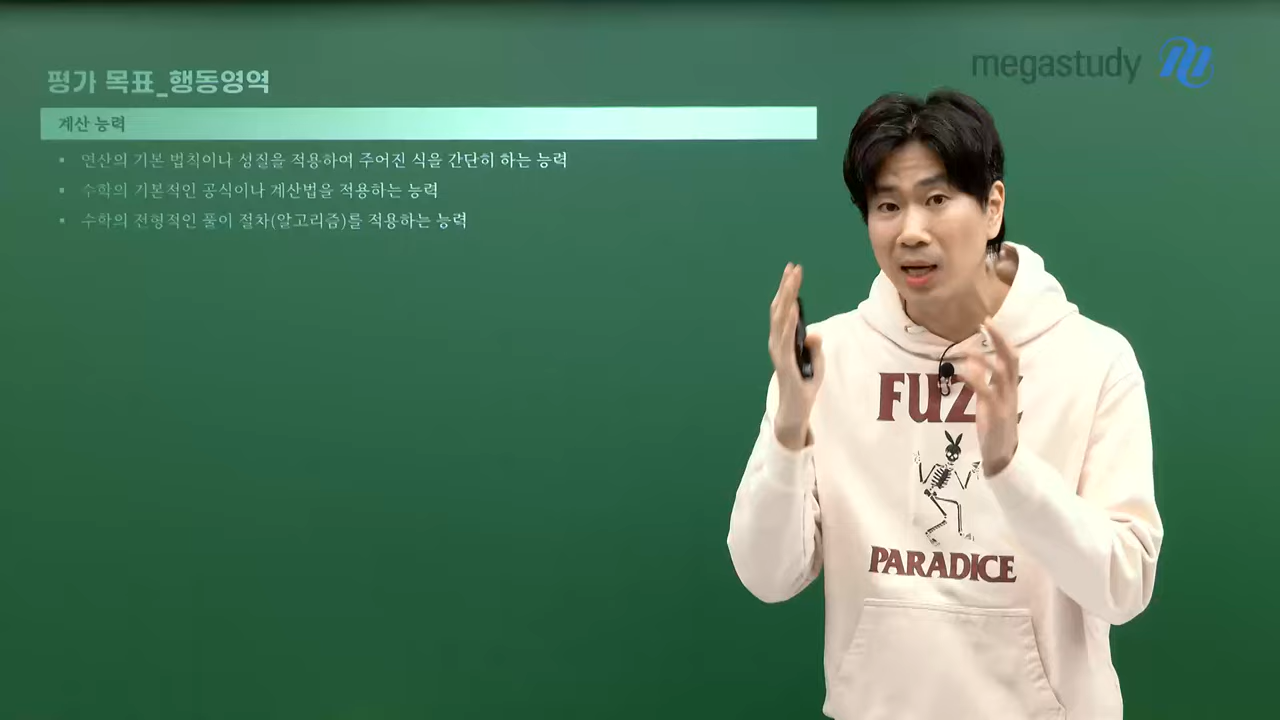 megastudy
평가 목표_행동영역
계산 능력
▪ 연산의 기본 법칙이나 성질을 적용하여 주어진 식을 간단히 하는 능력
▪ 수학의 기본적인 공식이나 계산법을 적용하는 능력
▪ 수학의 전형적인 풀이 절차(알고리즘)를 적용하는 능력
PARADICE